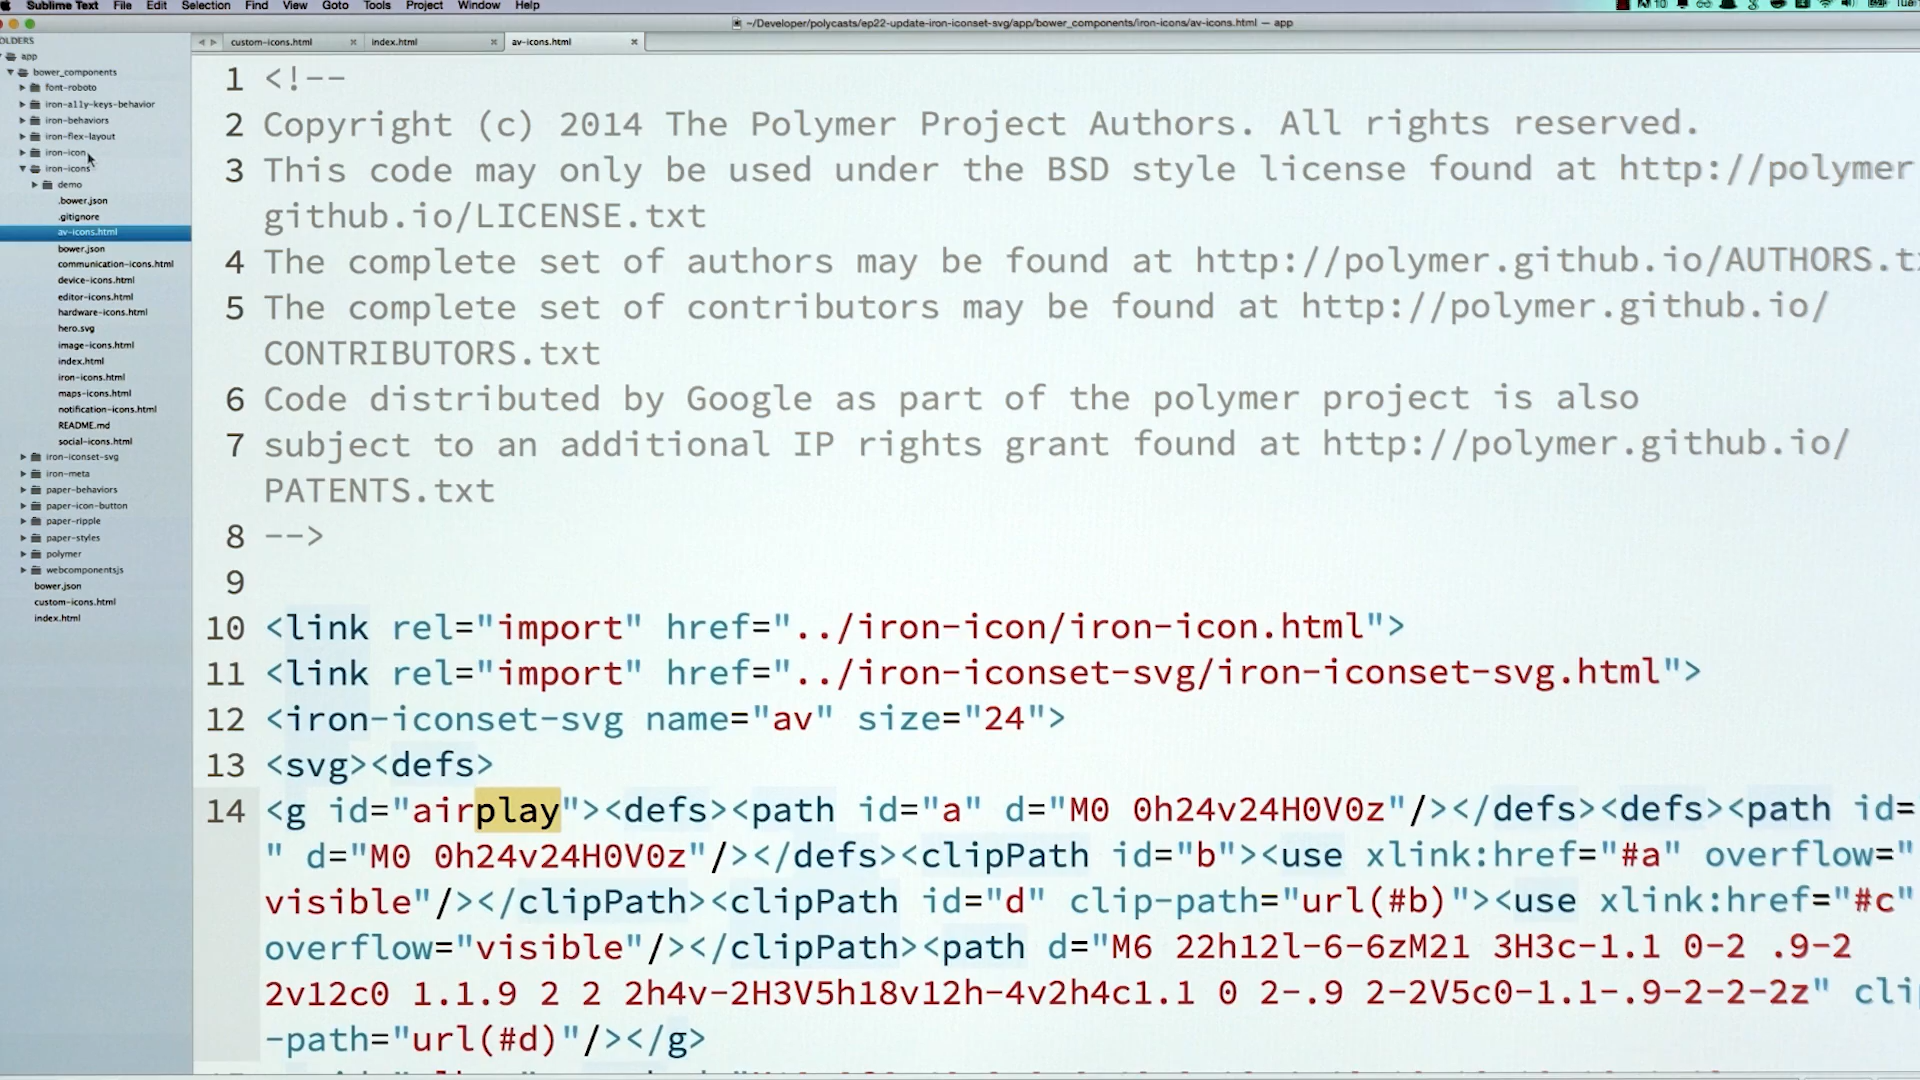 Sublime Text File Edit Selection Find View Goto Tools Project Window Help
~/Developer/polycasts/ep22-update-iron-iconset-svg/app/bower_components/iron-icons/av-icons.html — app
custom-icons.html
index.html
av-icons.html
OLDERS
app
bower_components
font-roboto
iron-a11y-keys-behavior
iron-behaviors
iron-flex-layout
iron-icon
iron-icons
demo
.bower.json
.gitignore
av-icons.html
bower.json
communication-icons.html
device-icons.html
editor-icons.html
hardware-icons.html
hero.svg
image-icons.html
index.html
iron-icons.html
maps-icons.html
notification-icons.html
README.md
social-icons.html
iron-iconset-svg
iron-meta
paper-behaviors
paper-icon-button
paper-ripple
paper-styles
polymer
webcomponentsjs
bower.json
custom-icons.html
index.html
1 <!--
2 Copyright (c) 2014 The Polymer Project Authors. All rights reserved.
3 This code may only be used under the BSD style license found at http://polymer
github.io/LICENSE.txt
4 The complete set of authors may be found at http://polymer.github.io/AUTHORS.t
5 The complete set of contributors may be found at http://polymer.github.io/
CONTRIBUTORS.txt
6 Code distributed by Google as part of the polymer project is also
7 subject to an additional IP rights grant found at http://polymer.github.io/
PATENTS.txt
8 -->
9
10 <link rel="import" href="../iron-icon/iron-icon.html">
11 <link rel="import" href="../iron-iconset-svg/iron-iconset-svg.html">
12 <iron-iconset-svg name="av" size="24">
13 <svg><defs>
14 <g id="airplay"><defs><path id="a" d="M0 0h24v24H0V0z"/></defs><defs><path id=
" d="M0 0h24v24H0V0z"/></defs><clipPath id="b"><use xlink:href="#a" overflow="
visible"/></clipPath><clipPath id="d" clip-path="url(#b)"><use xlink:href="#c"
overflow="visible"/></clipPath><path d="M6 22h12l-6-6zM21 3H3c-1.1 0-2 .9-2
2v12c0 1.1.9 2 2 2h4v-2H3V5h18v12h-4v2h4c1.1 0 2-.9 2-2V5c0-1.1-.9-2-2-2z" cli
-path="url(#d)"/></g>